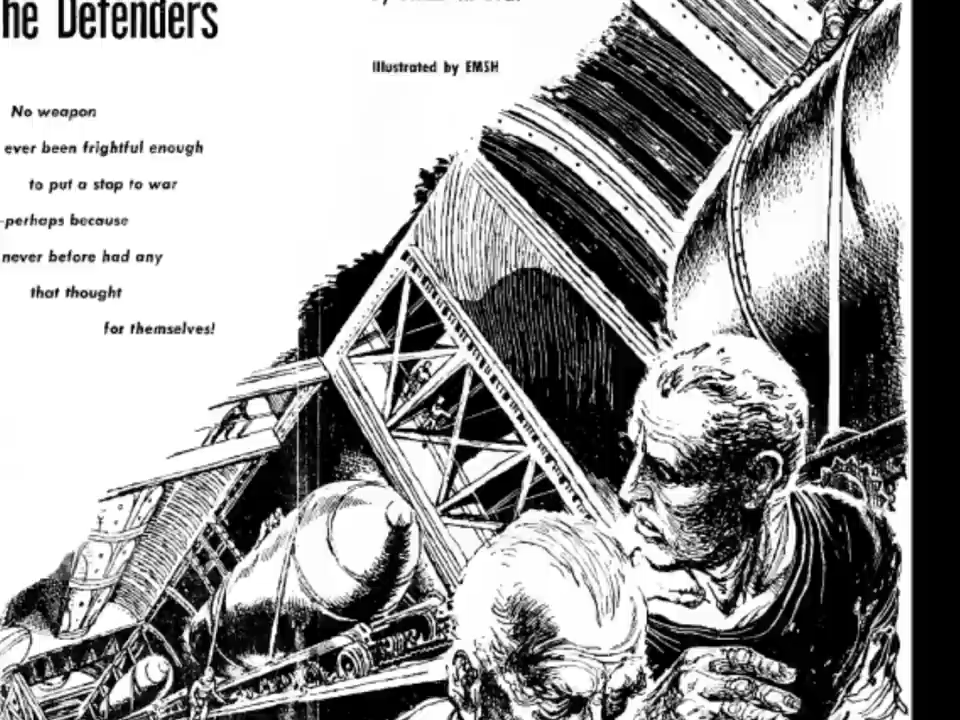 he Defenders
Illustrated by EMSH
No weapon
ever been frightful enough
to put a stop to war
-perhaps because
never before had any
that thought
for themselves!